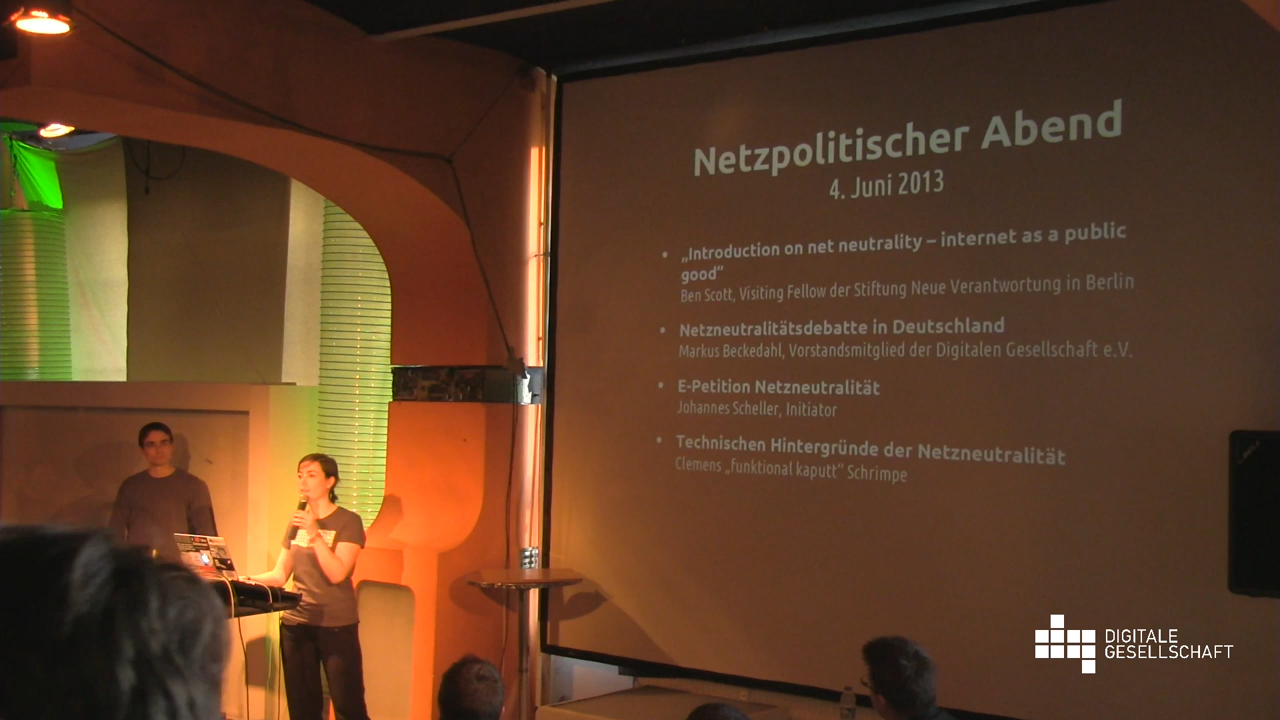 Netzpolitischer Abend
4. Juni 2013
• „Introduction on net neutrality – internet as a public
good“
Ben Scott, Visiting Fellow der Stiftung Neue Verantwortung in Berlin
• Netzneutralitätsdebatte in Deutschland
Markus Beckedahl, Vorstandsmitglied der Digitalen Gesellschaft e.V.
• E-Petition Netzneutralität
Johannes Scheller, Initiator
• Technischen Hintergründe der Netzneutralität
Clemens „funktional kaputt“ Schrimpe
DIGITALE
GESELLSCHAFT